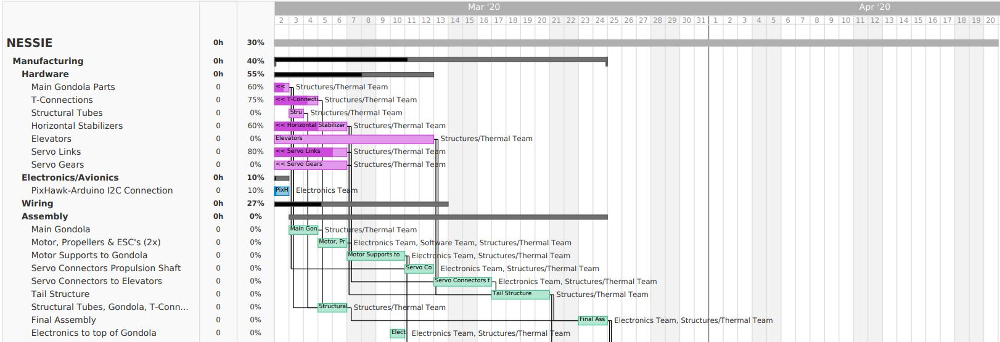 Mar '20 Apr '20
2 3 4 5 6 7 8 9 10 11 12 13 14 15 16 17 18 19 20 21 22 23 24 25 26 27 28 29 30 31 1 2 3 4 5 6 7 8 9 10 11 12 13 14 15 16 17 18 19 20
NESSIE 0h 30%
Manufacturing 0h 40%
Hardware 0h 55%
Main Gondola Parts 0 60% << Structures/Thermal Team
T-Connections 0 75% << T-Connecti Structures/Thermal Team
Structural Tubes 0 0% Stru Structures/Thermal Team
Horizontal Stabilizers 0 60% << Horizontal Stabilizer Structures/Thermal Team
Elevators 0 0% Elevators Structures/Thermal Team
Servo Links 0 80% << Servo Links Structures/Thermal Team
Servo Gears 0 0% << Servo Gears Structures/Thermal Team
Electronics/Avionics 0h 10%
PixHawk-Arduino I2C Connection 0 10% PixH Electronics Team
Wiring 0h 27%
Assembly 0h 0%
Main Gondola 0 0% Main Gon Structures/Thermal Team
Motor, Propellers & ESC's (2x) 0 0% Motor, Pr Electronics Team, Software Team, Structures/Thermal Team
Motor Supports to Gondola 0 0% Motor Supports to Electronics Team, Structures/Thermal Team
Servo Connectors Propulsion Shaft 0 0% Servo Co Electronics Team, Structures/Thermal Team
Servo Connectors to Elevators 0 0% Servo Connectors t Electronics Team, Structures/Thermal Team
Tail Structure 0 0% Tail Structure Structures/Thermal Team
Structural Tubes, Gondola, T-Conn... 0 0% Structural Structures/Thermal Team
Final Assembly 0 0% Final Ass Electronics Team, Structures/Thermal Team
Electronics to top of Gondola 0 0% Elect Electronics Team, Structures/Thermal Team